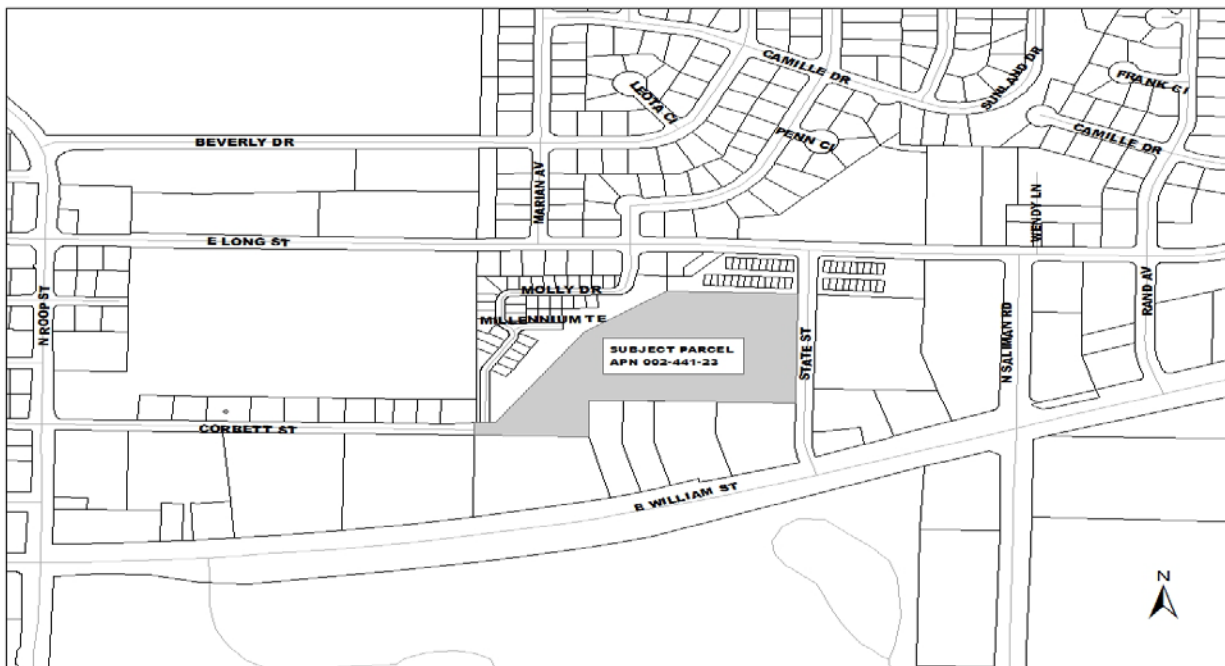 CAMILLE DR
SUNLAND DR
FRANK CI
LEOTA CI
CAMILLE DR
PENN CI
BEVERLY DR
MARIAN AV
WENDY LN
E LONG ST
MOLLY DR
RAND AV
N ROOP ST
MILLENNIUM TE
STATE ST
N SALIMAN RD
SUBJECT PARCEL
APN 002-441-23
CORBETT ST
E WILLIAM ST
N